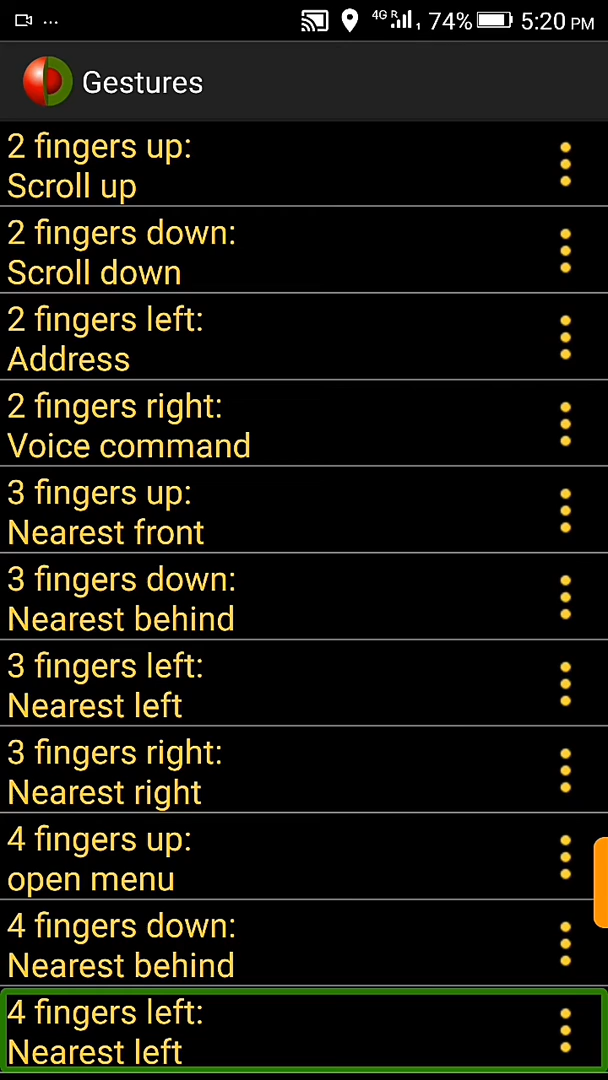 4G R 1 74% 5:20 PM
Gestures
2 fingers up:
Scroll up
2 fingers down:
Scroll down
2 fingers left:
Address
2 fingers right:
Voice command
3 fingers up:
Nearest front
3 fingers down:
Nearest behind
3 fingers left:
Nearest left
3 fingers right:
Nearest right
4 fingers up:
open menu
4 fingers down:
Nearest behind
4 fingers left:
Nearest left